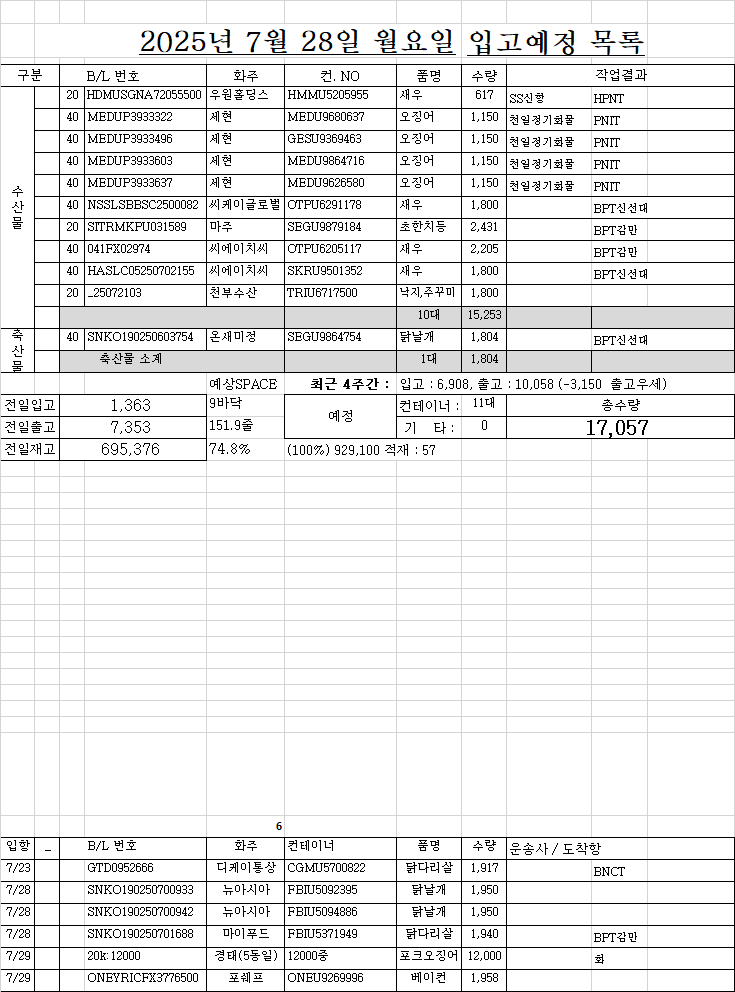 2025년 7월 28일 월요일 입고예정 목록
구분 B/L 번호 화주 컨. NO 품명 수량 작업결과
수산물
20 HDMUSGNA72055500 우원홀딩스 HMMU5205955 새우 617 SS신항 HPNT
40 MEDUP3933322 세현 MEDU9680637 오징어 1,150 천일정기화물 PNIT
40 MEDUP3933496 세현 GESU9369463 오징어 1,150 천일정기화물 PNIT
40 MEDUP3933603 세현 MEDU9864716 오징어 1,150 천일정기화물 PNIT
40 MEDUP3933637 세현 MEDU9626580 오징어 1,150 천일정기화물 PNIT
40 NSSLSBBSC2500082 씨케이글로벌 OTPU6291178 새우 1,800 BPT신선대
20 SITRMKPU031589 마주 SEGU9879184 초한치등 2,431 BPT감만
40 041FX02974 씨에이치씨 OTPU6205117 새우 2,205 BPT감만
40 HASLC05250702155 씨에이치씨 SKRU9501352 새우 1,800 BPT신선대
20 _25072103 천부수산 TRIU6717500 낙지,주꾸미 1,800
10대 15,253
축산물
40 SNKO190250603754 온새미정 SEGU9864754 닭날개 1,804 BPT신선대
축산물 소계 1대 1,804
예상SPACE 최근 4주간 : 입고 : 6,908, 출고 : 10,058 (-3,150 출고우세)
전일입고 1,363 9바닥 예정 컨테이너 : 11대 총수량
전일출고 7,353 151.9줄 기 타 : 0 17,057
전일재고 695,376 74.8% (100%) 929,100 적재 : 57
6
입항 _ B/L 번호 화주 컨테이너 품명 수량 운송사 / 도착항
7/23 GTD0952666 디케이통상 CGMU5700822 닭다리살 1,917 BNCT
7/28 SNKO190250700933 뉴아시아 FBIU5092395 닭날개 1,950
7/28 SNKO190250700942 뉴아시아 FBIU5094886 닭날개 1,950
7/28 SNKO190250701688 마이푸드 FBIU5371949 닭다리살 1,940 BPT감만
7/29 20k:12000 경태(5동일) 12000중 포크오징어 12,000 화
7/29 ONEYRICFX3776500 포쉐프 ONEU9269996 베이컨 1,958